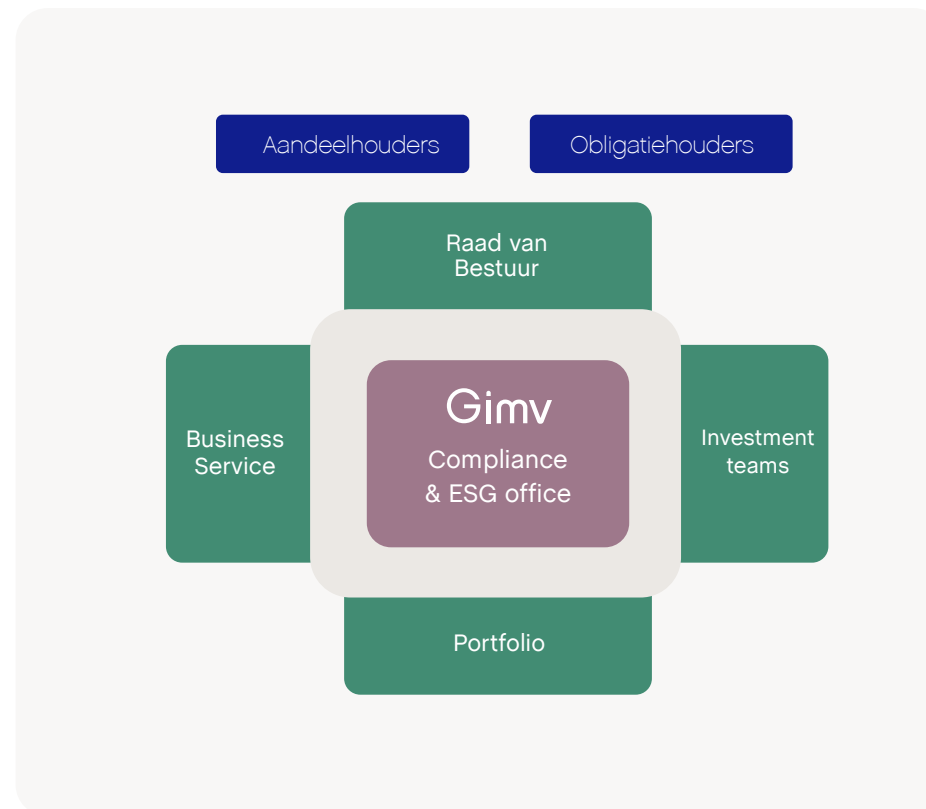 Aandeelhouders
Obligatiehouders
Raad van
Bestuur
Business
Service
Gimv
Compliance
& ESG office
Investment
teams
Portfolio